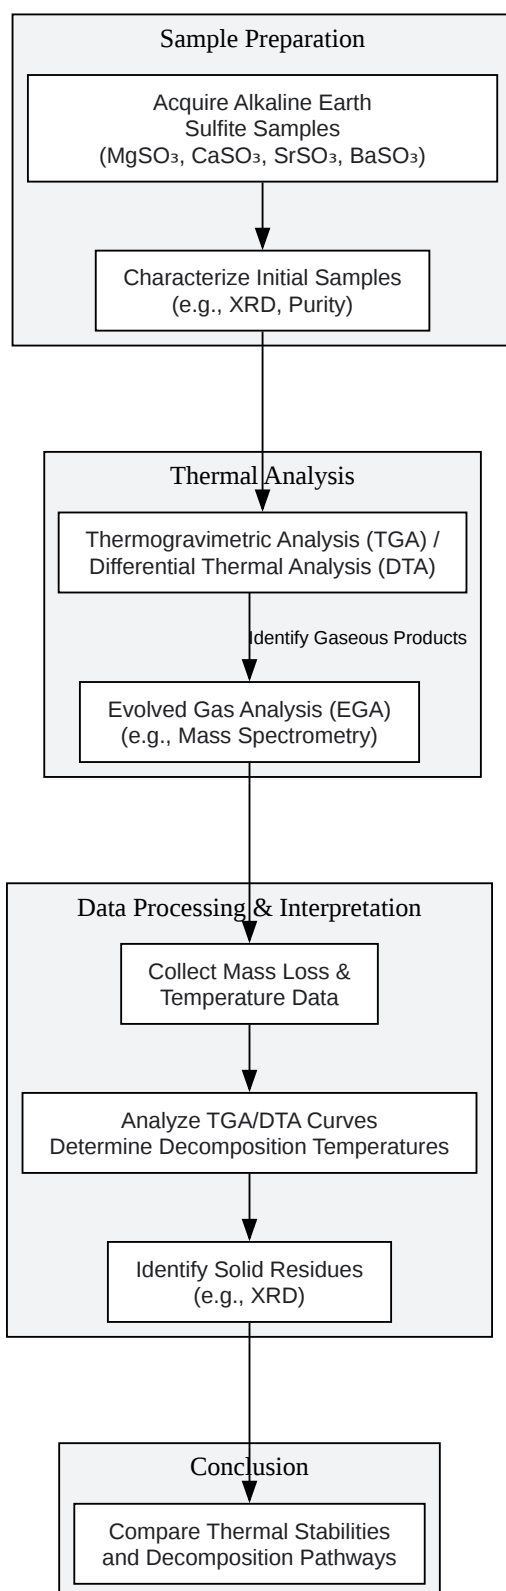 Sample Preparation
Acquire Alkaline Earth
Sulfite Samples
(MgSO₃, CaSO₃, SrSO₃, BaSO₃)
Characterize Initial Samples
(e.g., XRD, Purity)
Thermal Analysis
Thermogravimetric Analysis (TGA) /
Differential Thermal Analysis (DTA)
Identify Gaseous Products
Evolved Gas Analysis (EGA)
(e.g., Mass Spectrometry)
Data Processing & Interpretation
Collect Mass Loss &
Temperature Data
Analyze TGA/DTA Curves
Determine Decomposition Temperatures
Identify Solid Residues
(e.g., XRD)
Conclusion
Compare Thermal Stabilities
and Decomposition Pathways